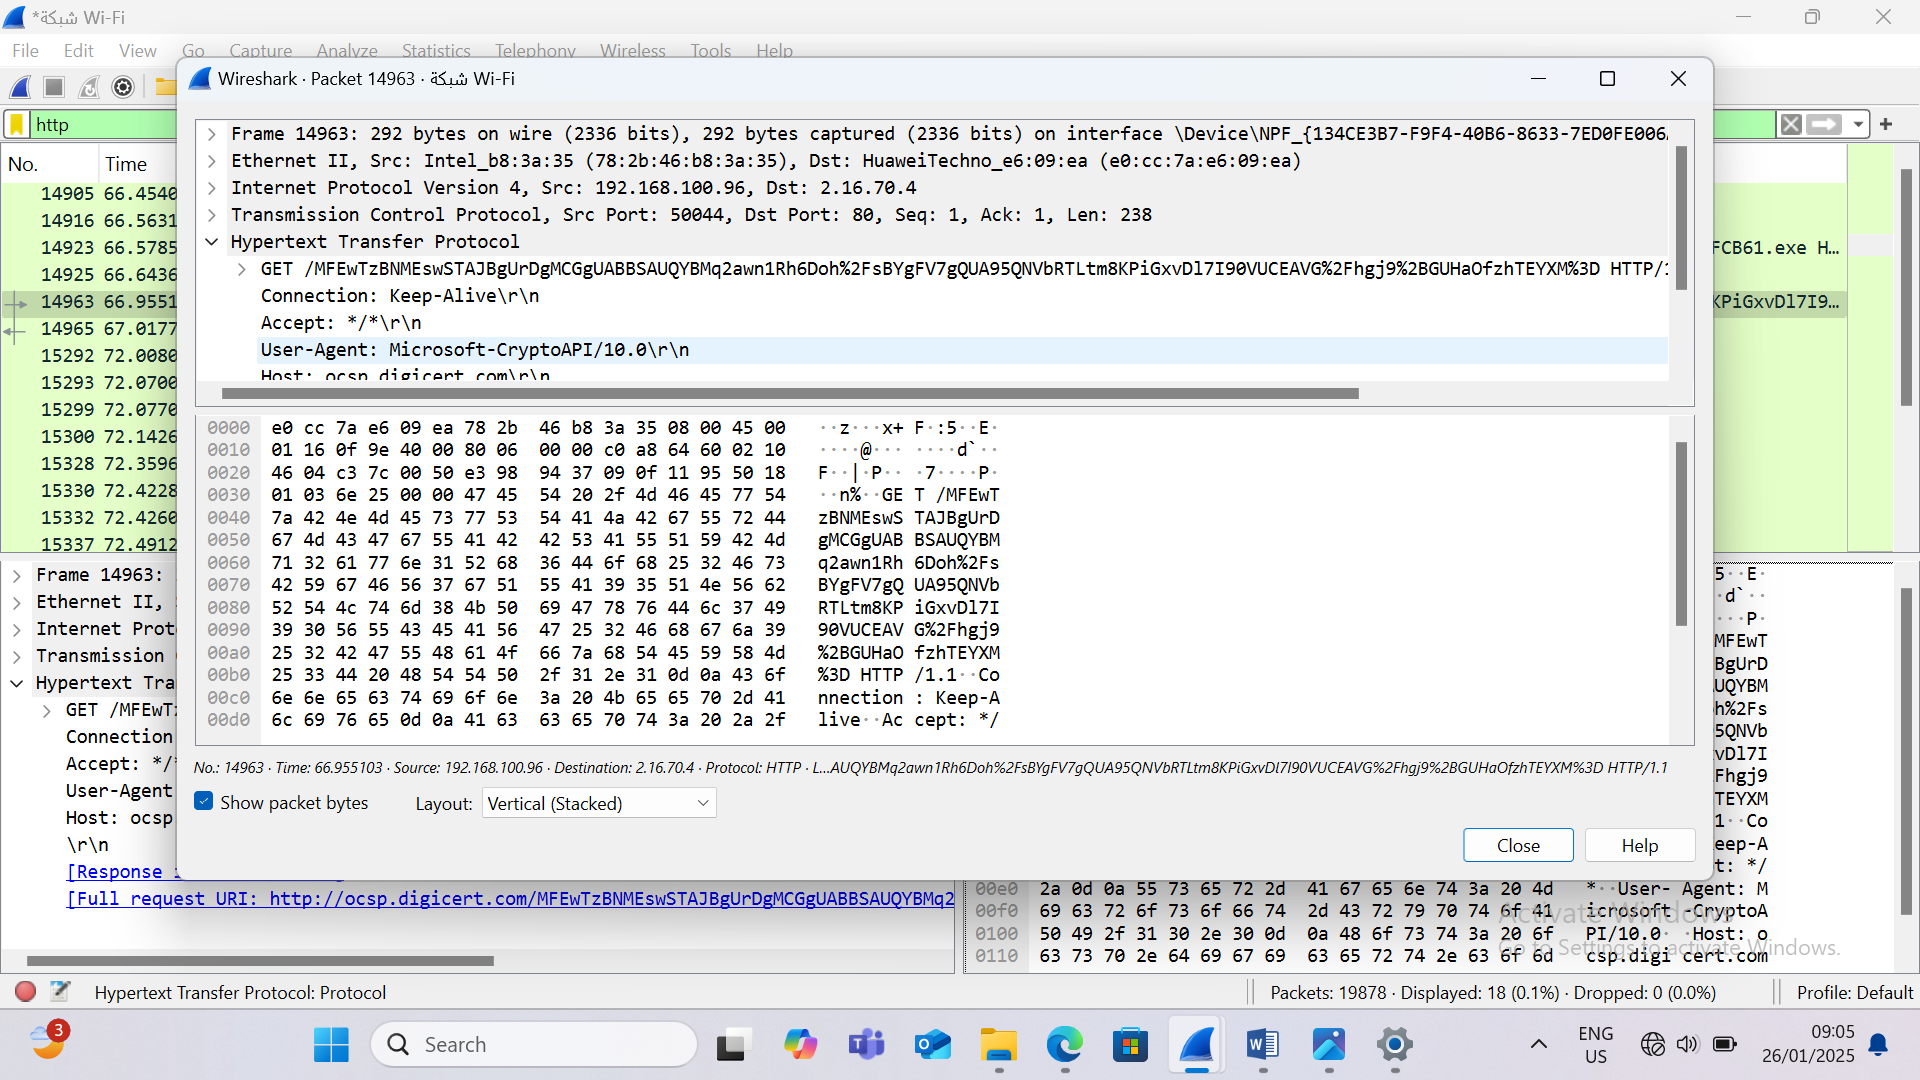 *شبكة Wi-Fi
File Edit View Go Capture Analyze Statistics Telephony Wireless Tools Help
Wireshark · Packet 14963 · شبكة Wi-Fi
http
No. Time
14905 66.4540
14916 66.5631
14923 66.5785
FCB61.exe H...
14925 66.6436
14963 66.9551
KPiGxvDl7I9...
14965 67.0177
15292 72.0080
15293 72.0700
15299 72.0770
15300 72.1426
15328 72.3596
15330 72.4228
15332 72.4260
15337 72.4912
Frame 14963: 292 bytes on wire (2336 bits), 292 bytes captured (2336 bits) on interface \Device\NPF_{134CE3B7-F9F4-40B6-8633-7ED0FE006
Ethernet II, Src: Intel_b8:3a:35 (78:2b:46:b8:3a:35), Dst: HuaweiTechno_e6:09:ea (e0:cc:7a:e6:09:ea)
Internet Protocol Version 4, Src: 192.168.100.96, Dst: 2.16.70.4
Transmission Control Protocol, Src Port: 50044, Dst Port: 80, Seq: 1, Ack: 1, Len: 238
Hypertext Transfer Protocol
GET /MFEwTzBNMEswSTAJBgUrDgMCGgUABBSAUQYBMq2awn1Rh6Doh%2FsBYgFV7gQUA95QNVbRTLtm8KPiGxvDl7I90VUCEAVG%2Fhgj9%2BGUHaOfzhTEYXM%3D HTTP/1
Connection: Keep-Alive\r\n
Accept: */*\r\n
User-Agent: Microsoft-CryptoAPI/10.0\r\n
Host: ocsp.digicert.com\r\n
0000 e0 cc 7a e6 09 ea 78 2b 46 b8 3a 35 08 00 45 00 ··z···x+ F·:5··E·
0010 01 16 0f 9e 40 00 80 06 00 00 c0 a8 64 60 02 10 ····@··· ····d`··
0020 46 04 c3 7c 00 50 e3 98 94 37 09 0f 11 95 50 18 F··|·P·· ·7····P·
0030 01 03 6e 25 00 00 47 45 54 20 2f 4d 46 45 77 54 ··n%··GE T /MFEwT
0040 7a 42 4e 4d 45 73 77 53 54 41 4a 42 67 55 72 44 zBNMEswS TAJBgUrD
0050 67 4d 43 47 67 55 41 42 42 53 41 55 51 59 42 4d gMCGgUAB BSAUQYBM
0060 71 32 61 77 6e 31 52 68 36 44 6f 68 25 32 46 73 q2awn1Rh 6Doh%2Fs
0070 42 59 67 46 56 37 67 51 55 41 39 35 51 4e 56 62 BYgFV7gQ UA95QNVb
0080 52 54 4c 74 6d 38 4b 50 69 47 78 76 44 6c 37 49 RTLtm8KP iGxvDl7I
0090 39 30 56 55 43 45 41 56 47 25 32 46 68 67 6a 39 90VUCEAV G%2Fhgj9
00a0 25 32 42 47 55 48 61 4f 66 7a 68 54 45 59 58 4d %2BGUHaO fzhTEYXM
00b0 25 33 44 20 48 54 54 50 2f 31 2e 31 0d 0a 43 6f %3D HTTP /1.1··Co
00c0 6e 6e 65 63 74 69 6f 6e 3a 20 4b 65 65 70 2d 41 nnection : Keep-A
00d0 6c 69 76 65 0d 0a 41 63 63 65 70 74 3a 20 2a 2f live··Ac cept: */
No.: 14963 · Time: 66.955103 · Source: 192.168.100.96 · Destination: 2.16.70.4 · Protocol: HTTP · L...AUQYBMq2awn1Rh6Doh%2FsBYgFV7gQUA95QNVbRTLtm8KPiGxvDl7I90VUCEAVG%2Fhgj9%2BGUHaOfzhTEYXM%3D HTTP/1.1
Show packet bytes Layout: Vertical (Stacked)
Close Help
Frame 14963:
Ethernet II,
Internet Prot
Transmission
Hypertext Tra
GET /MFEwT
Connection
Accept: */*
User-Agent
Host: ocsp
\r\n
[Response
[Full request URI: http://ocsp.digicert.com/MFEwTzBNMEswSTAJBgUrDgMCGgUABBSAUQYBMq2
5··E·
·d`··
···P·
MFEwT
BgUrD
UQYBM
h%2Fs
5QNVb
vDl7I
Fhgj9
TEYXM
1··Co
eep-A
t: */
00e0 2a 0d 0a 55 73 65 72 2d 41 67 65 6e 74 3a 20 4d *··User- Agent: M
00f0 69 63 72 6f 73 6f 66 74 2d 43 72 79 70 74 6f 41 icrosoft -CryptoA
0100 50 49 2f 31 30 2e 30 0d 0a 48 6f 73 74 3a 20 6f PI/10.0· ·Host: o
0110 63 73 70 2e 64 69 67 69 63 65 72 74 2e 63 6f 6d csp.digi cert.com
Activate Windows
Go to Settings to activate Windows.
Hypertext Transfer Protocol: Protocol
Packets: 19878 · Displayed: 18 (0.1%) · Dropped: 0 (0.0%)
Profile: Default
3
Search
ENG
US
09:05
26/01/2025